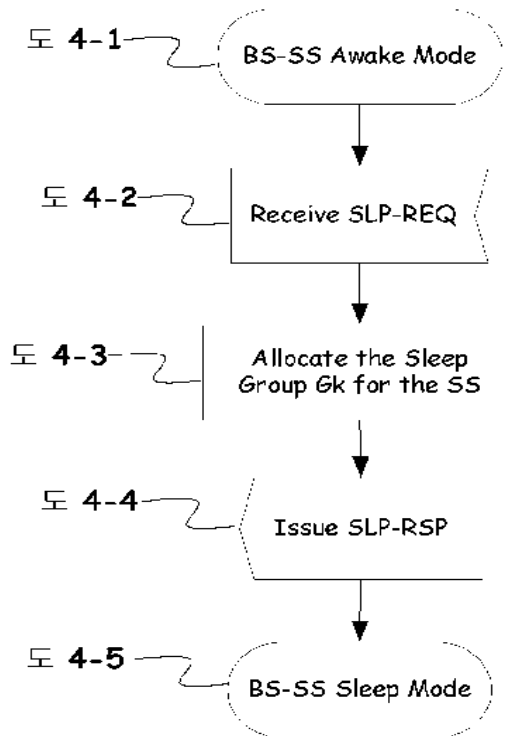 도 4-1
BS-SS Awake Mode
도 4-2
Receive SLP-REQ
도 4-3
Allocate the Sleep
Group Gk for the SS
도 4-4
Issue SLP-RSP
도 4-5
BS-SS Sleep Mode